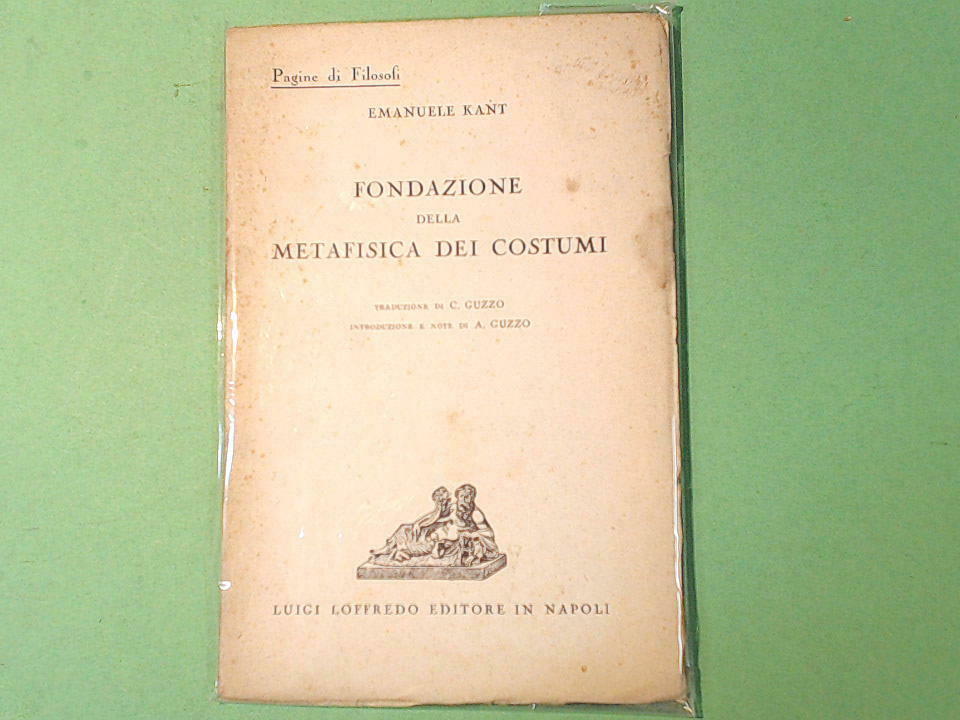 Pagine di Filosofi
EMANUELE KANT
FONDAZIONE
DELLA
METAFISICA DEI COSTUMI
TRADUZIONE DI C. GUZZO
INTRODUZIONE E NOTE DI A. GUZZO
LUIGI LOFFREDO EDITORE IN NAPOLI